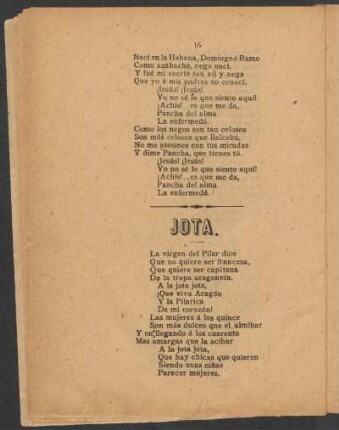 16
Nací en la Habana, Domingué Ramo
Como azabache, nego nací,
Y fué mi suerte tan vil y nega
Que yo á mis padres no conocí.
¡Jesús! ¡Jesús!
Yo no sé lo que siento aquí!
¡Achís!.. es que me da,
Pancha del alma
La enfermedá.
Como los negos son tan celosos
Son más celosos que Belcebú,
No me asesines con tus miradas
Y dime Pancha, que tienes tú.
¡Jesús! ¡Jesús!
Yo no sé lo que siento aquí!
¡Achís!.. es que me da,
Pancha del alma
La enfermedá.
JOTA.
La vírgen del Pilar dice
Que no quiere ser francesa,
Que quiere ser capitana
De la tropa aragonesa.
A la jota jota,
¡Que viva Aragón
Y la Pilarica
De mi corazón!
Las mujeres á los quince
Son más dulces que el almíbar
Y en llegando á los cuarenta
Mas amargas que la acíbar
A la jota jota,
Que hay chicas que quieren
Siendo unas niñas
Parecer mujeres.